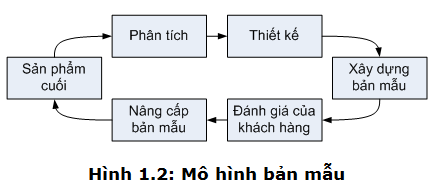 Phân tích
Thiết kế
Sản phẩm
cuối
Xây dựng
bản mẫu
Nâng cấp
bản mẫu
Đánh giá của
khách hàng
Hình 1.2: Mô hình bản mẫu